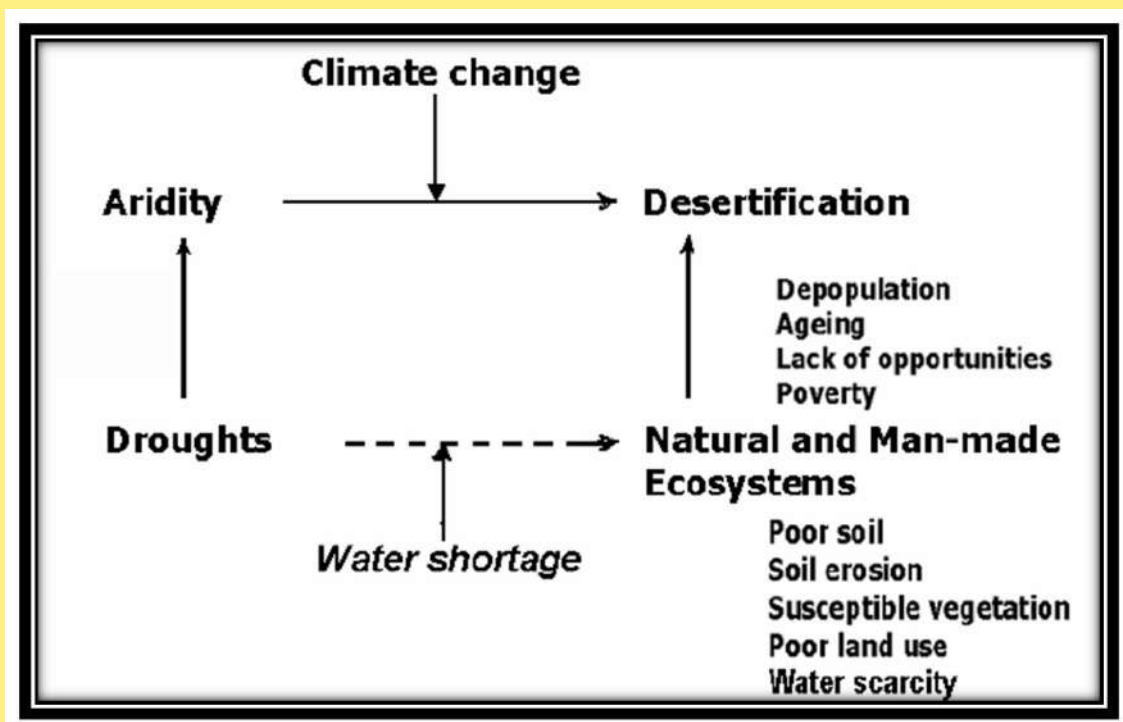 Climate change
Aridity
Desertification
Depopulation
Ageing
Lack of opportunities
Poverty
Droughts
Natural and Man-made
Ecosystems
Water shortage
Poor soil
Soil erosion
Susceptible vegetation
Poor land use
Water scarcity